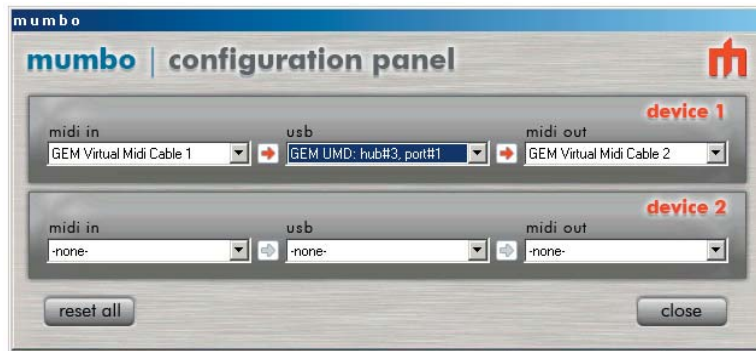 mumbo
mumbo | configuration panel
device 1
midi in usb midi out
GEM Virtual Midi Cable 1 GEM UMD: hub#3, port#1 GEM Virtual Midi Cable 2
device 2
midi in usb midi out
-none- -none- -none-
reset all close